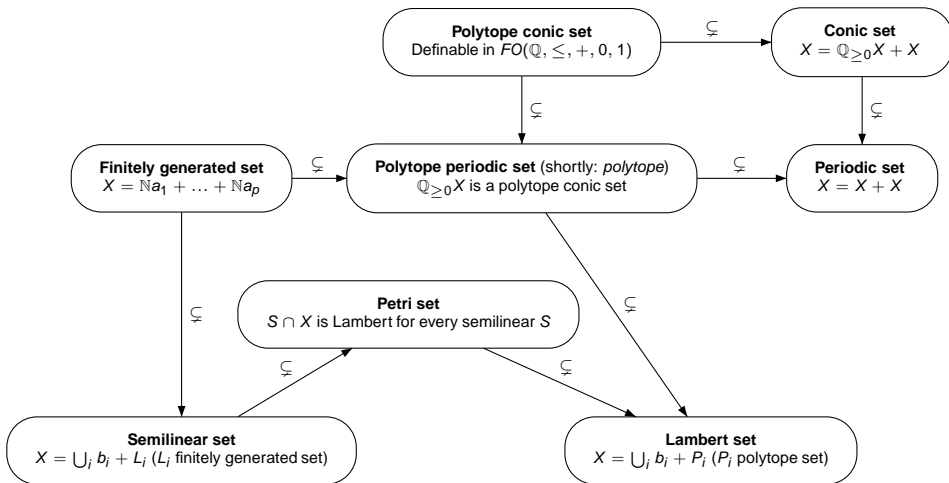 Polytope conic set
Definable in FO(ℚ, ≤, +, 0, 1)
⊊
Conic set
X = ℚ≥0X + X
⊊
⊊
Finitely generated set
X = ℕa1 + … + ℕap
⊊
Polytope periodic set (shortly: polytope)
ℚ≥0X is a polytope conic set
⊊
Periodic set
X = X + X
⊊
Petri set
S ∩ X is Lambert for every semilinear S
⊊
⊊
⊊
Semilinear set
X = ⋃i bi + Li (Li finitely generated set)
Lambert set
X = ⋃i bi + Pi (Pi polytope set)